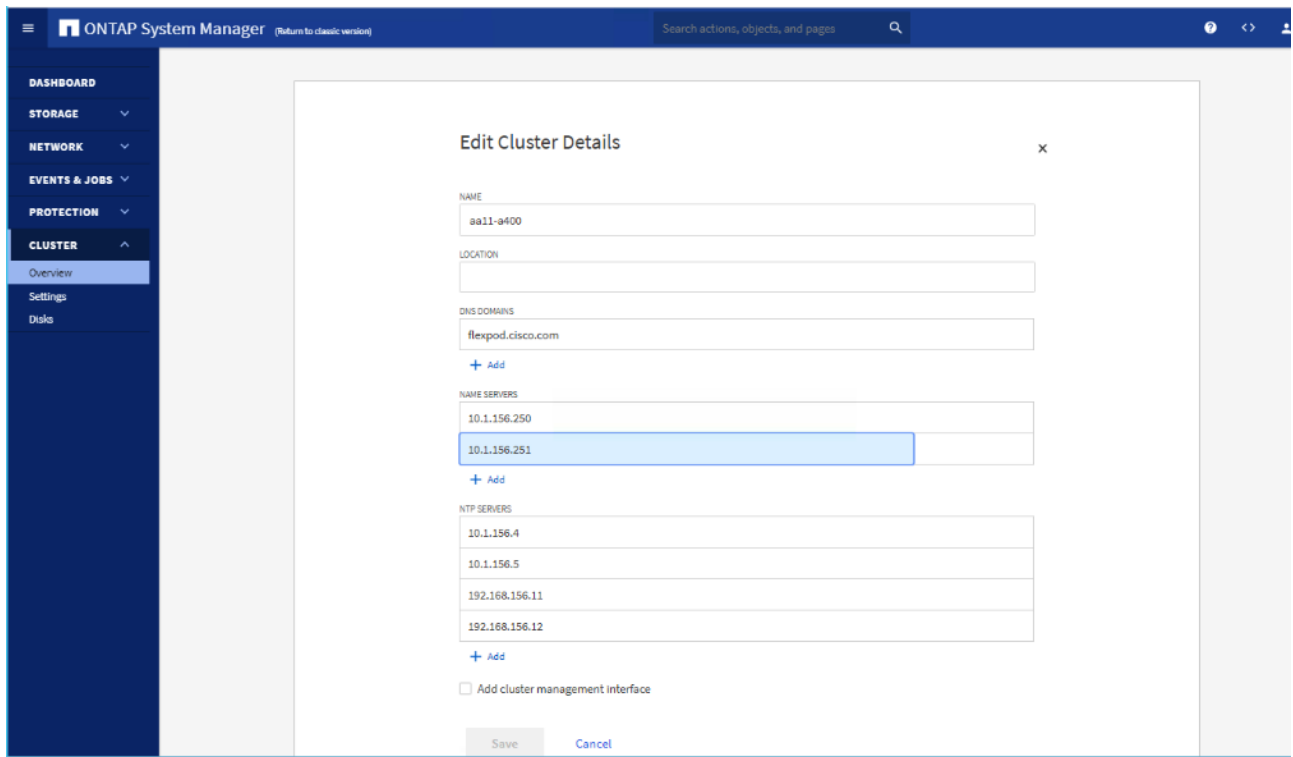 ONTAP System Manager (Return to classic version)
Search actions, objects, and pages
DASHBOARD
STORAGE
NETWORK
EVENTS & JOBS
PROTECTION
CLUSTER
Overview
Settings
Disks
Edit Cluster Details
NAME
aa11-a400
LOCATION
DNS DOMAINS
flexpod.cisco.com
+ Add
NAME SERVERS
10.1.156.250
10.1.156.251
+ Add
NTP SERVERS
10.1.156.4
10.1.156.5
192.168.156.11
192.168.156.12
+ Add
Add cluster management interface
Save Cancel